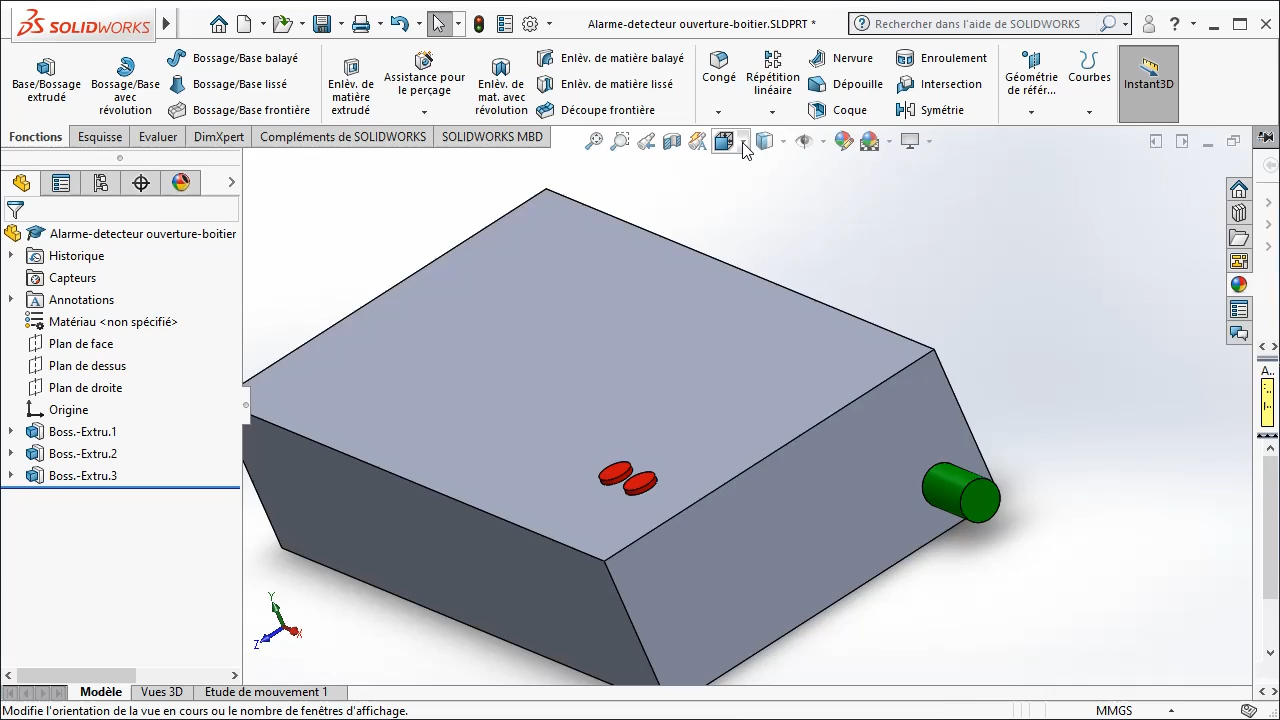 SOLIDWORKS
Alarme-detecteur ouverture-boitier.SLDPRT *
Rechercher dans l'aide de SOLIDWORKS
Base/Bossage extrudé
Bossage/Base avec révolution
Bossage/Base balayé
Bossage/Base lissé
Bossage/Base frontière
Enlèv. de matière extrudé
Assistance pour le perçage
Enlèv. de mat. avec révolution
Enlèv. de matière balayé
Enlèv. de matière lissé
Découpe frontière
Congé
Répétition linéaire
Nervure
Dépouille
Coque
Enroulement
Intersection
Symétrie
Géométrie de référ...
Courbes
Instant3D
Fonctions
Esquisse
Evaluer
DimXpert
Compléments de SOLIDWORKS
SOLIDWORKS MBD
Alarme-detecteur ouverture-boitier
Historique
Capteurs
Annotations
Matériau <non spécifié>
Plan de face
Plan de dessus
Plan de droite
Origine
Boss.-Extru.1
Boss.-Extru.2
Boss.-Extru.3
A..
Y
X
Z
Modèle
Vues 3D
Etude de mouvement 1
Modifie l'orientation de la vue en cours ou le nombre de fenêtres d'affichage.
MMGS